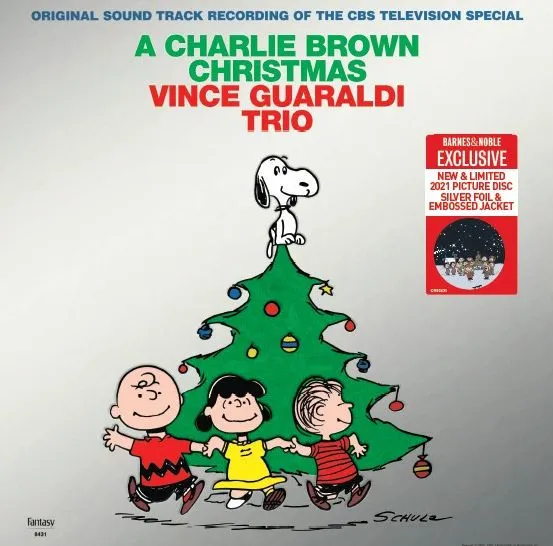 ORIGINAL SOUND TRACK RECORDING OF THE CBS TELEVISION SPECIAL
A CHARLIE BROWN
CHRISTMAS
VINCE GUARALDI
TRIO
BARNES&NOBLE
EXCLUSIVE
NEW & LIMITED
2021 PICTURE DISC
SILVER FOIL &
EMBOSSED JACKET
SCHULZ
Fantasy
8431